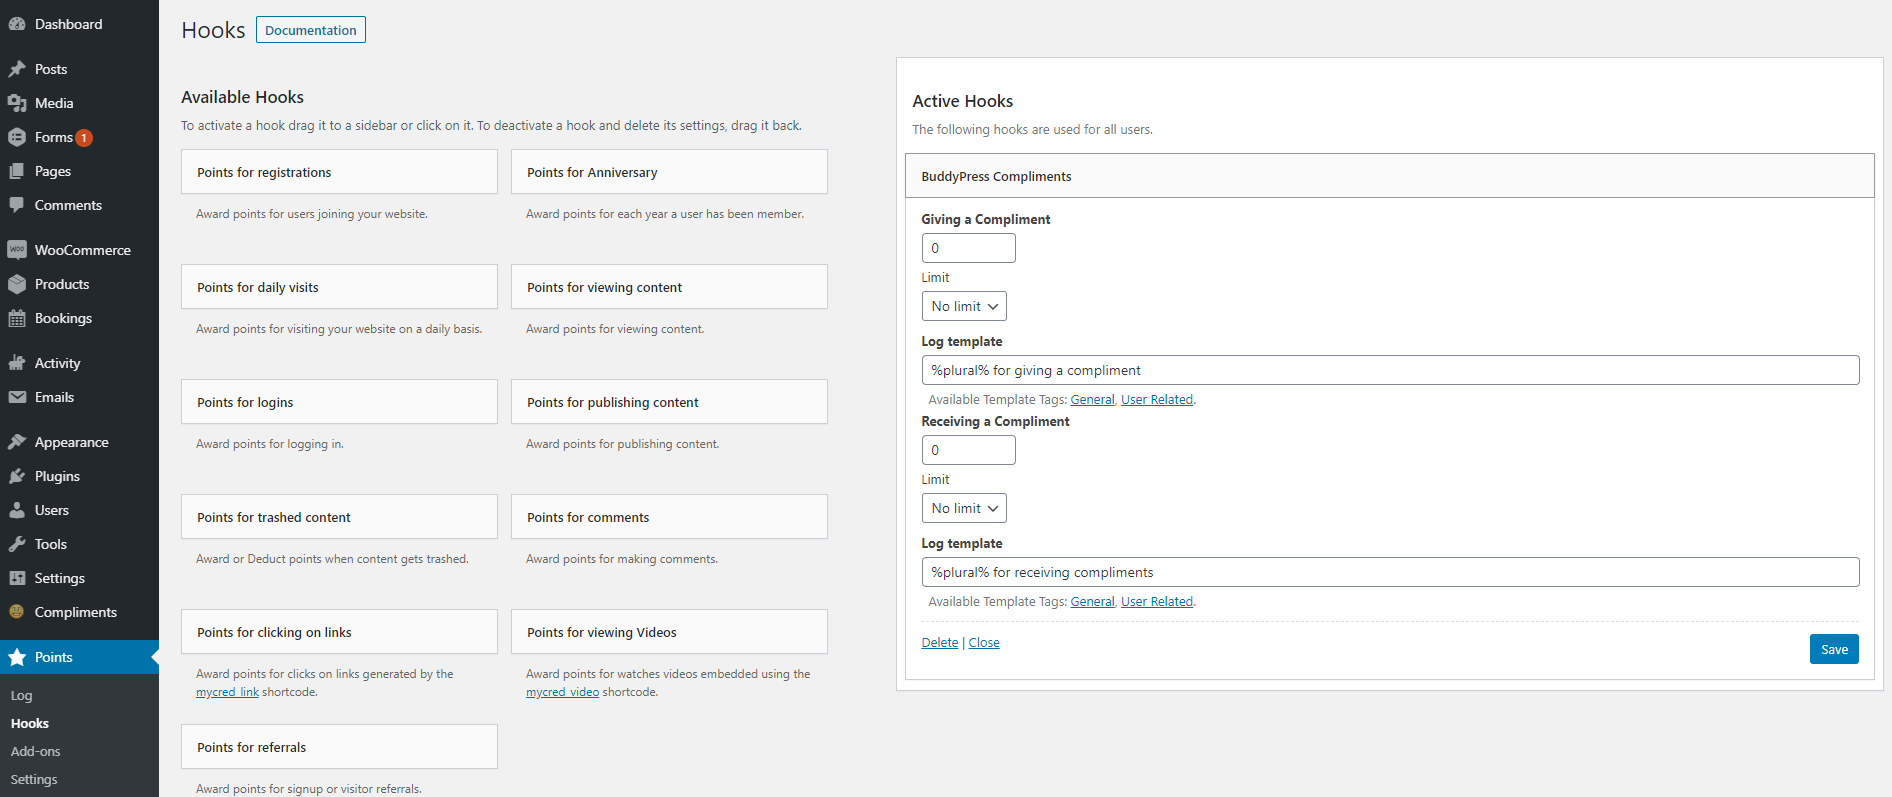 Dashboard
Posts
Media
Forms 1
Pages
Comments
WooCommerce
Products
Bookings
Activity
Emails
Appearance
Plugins
Users
Tools
Settings
Compliments
Points
Log
Hooks
Add-ons
Settings
Hooks Documentation
Available Hooks
To activate a hook drag it to a sidebar or click on it. To deactivate a hook and delete its settings, drag it back.
Points for registrations
Award points for users joining your website.
Points for Anniversary
Award points for each year a user has been member.
Points for daily visits
Award points for visiting your website on a daily basis.
Points for viewing content
Award points for viewing content.
Points for logins
Award points for logging in.
Points for publishing content
Award points for publishing content.
Points for trashed content
Award or Deduct points when content gets trashed.
Points for comments
Award points for making comments.
Points for clicking on links
Award points for clicks on links generated by the
mycred_link shortcode.
Points for viewing Videos
Award points for watches videos embedded using the
mycred_video shortcode.
Points for referrals
Award points for signup or visitor referrals.
Active Hooks
The following hooks are used for all users.
BuddyPress Compliments
Giving a Compliment
0
Limit
No limit
Log template
%plural% for giving a compliment
Available Template Tags: General, User Related.
Receiving a Compliment
0
Limit
No limit
Log template
%plural% for receiving compliments
Available Template Tags: General, User Related.
Delete | Close
Save